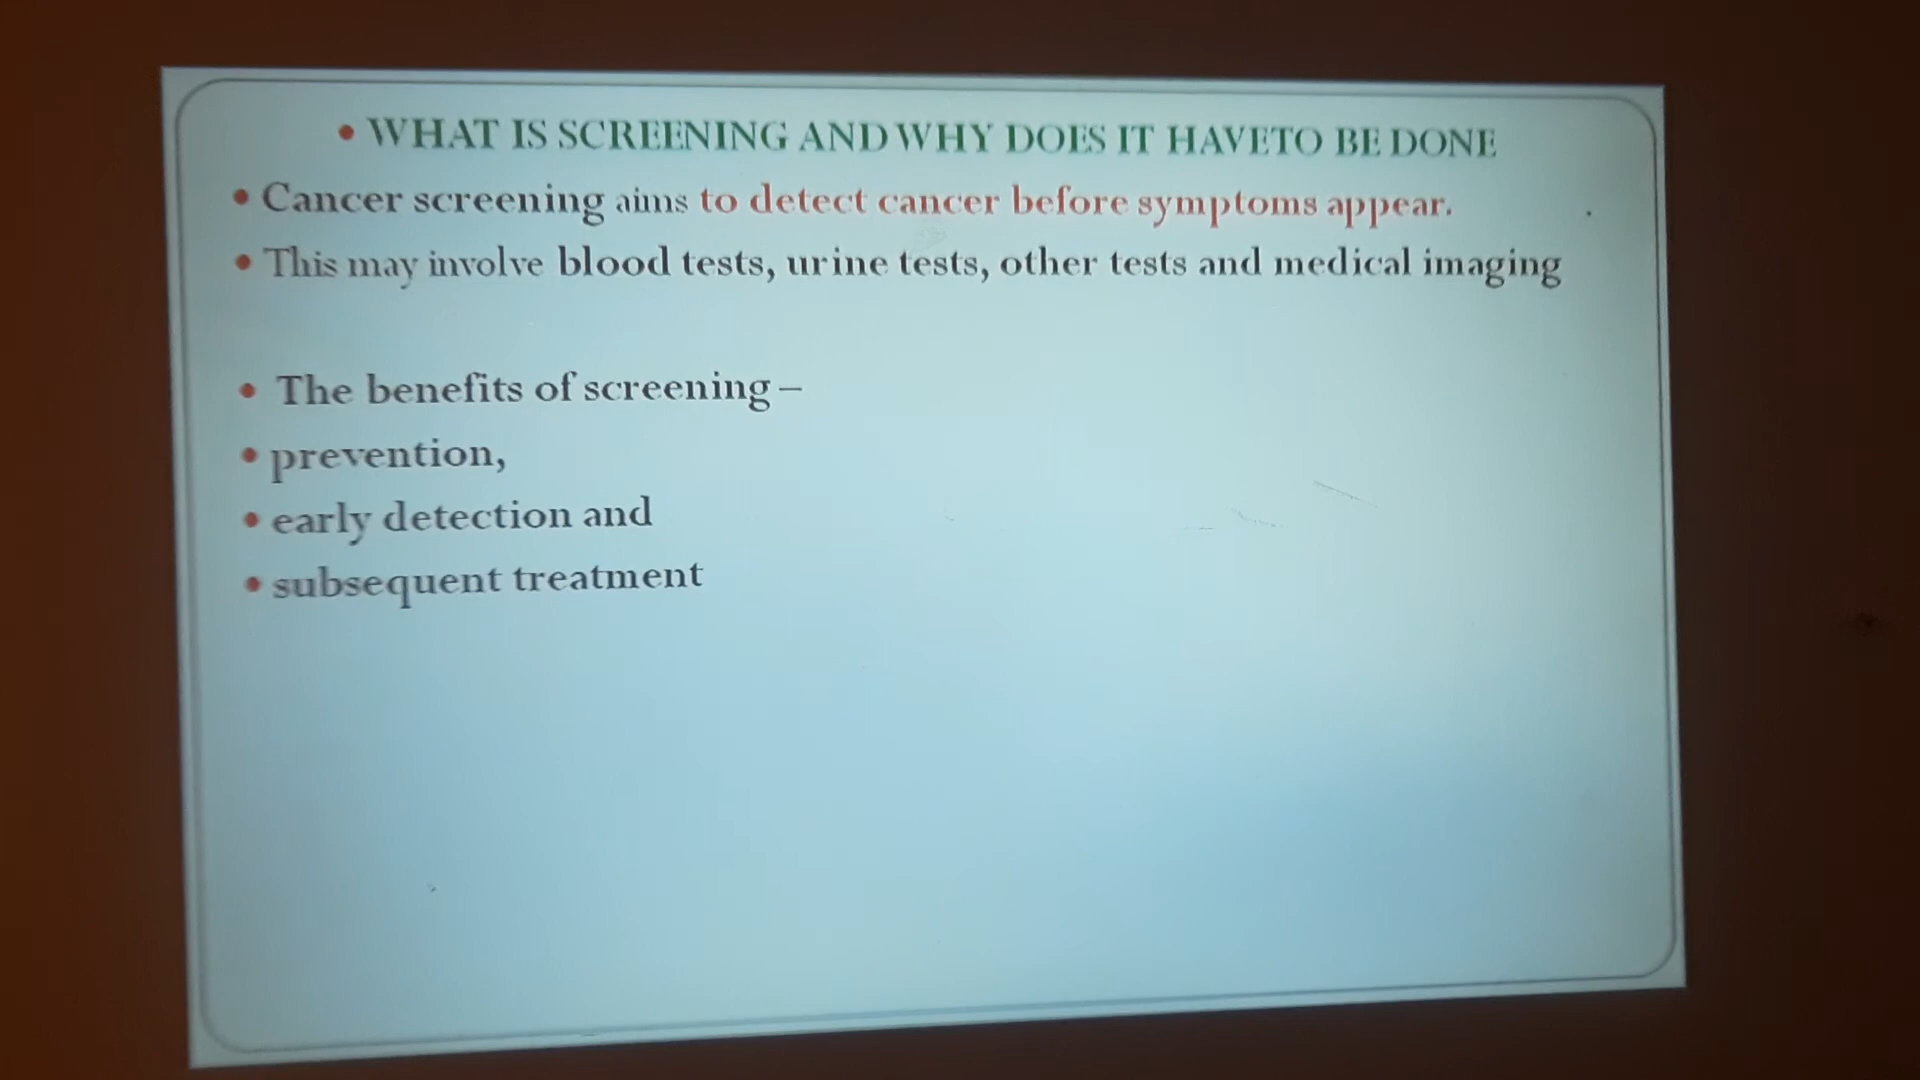 • WHAT IS SCREENING AND WHY DOES IT HAVETO BE DONE
• Cancer screening aims to detect cancer before symptoms appear.
• This may involve blood tests, urine tests, other tests and medical imaging
• The benefits of screening –
• prevention,
• early detection and
• subsequent treatment